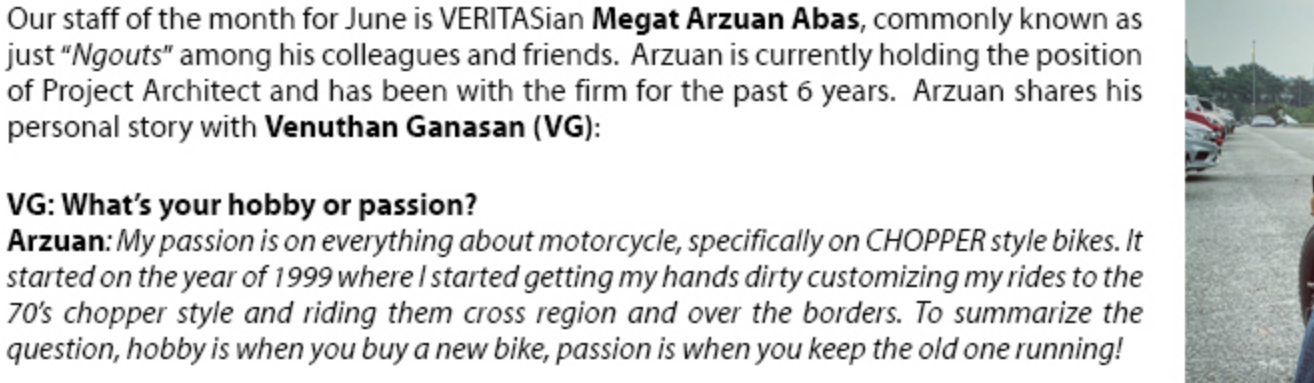 Our staff of the month for June is VERITASian Megat Arzuan Abas, commonly known as
just “Ngouts” among his colleagues and friends. Arzuan is currently holding the position
of Project Architect and has been with the firm for the past 6 years. Arzuan shares his
personal story with Venuthan Ganasan (VG):
VG: What’s your hobby or passion?
Arzuan: My passion is on everything about motorcycle, specifically on CHOPPER style bikes. It
started on the year of 1999 where I started getting my hands dirty customizing my rides to the
70’s chopper style and riding them cross region and over the borders. To summarize the
question, hobby is when you buy a new bike, passion is when you keep the old one running!